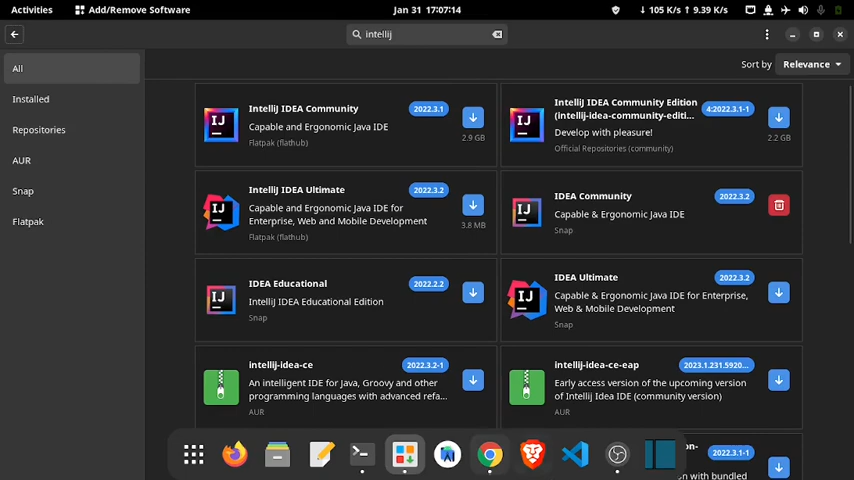 Activities
Add/Remove Software
Jan 31 17:07:14
↓ 105 K/s ↑ 9.39 K/s
intellij
Sort by
Relevance
All
Installed
Repositories
AUR
Snap
Flatpak
IntelliJ IDEA Community
2022.3.1
Capable and Ergonomic Java IDE
Flatpak (flathub)
2.9 GB
IntelliJ IDEA Community Edition
(intellij-idea-community-editi...
4:2022.3.1-1
Develop with pleasure!
Official Repositories (community)
2.2 GB
IntelliJ IDEA Ultimate
2022.3.2
Capable and Ergonomic Java IDE for
Enterprise, Web and Mobile Development
Flatpak (flathub)
3.8 MB
IDEA Community
2022.3.2
Capable & Ergonomic Java IDE
Snap
IDEA Educational
2022.2.2
IntelliJ IDEA Educational Edition
Snap
IDEA Ultimate
2022.3.2
Capable & Ergonomic Java IDE for Enterprise,
Web & Mobile Development
Snap
intellij-idea-ce
2022.3.2-1
An intelligent IDE for Java, Groovy and other
programming languages with advanced refa...
AUR
intellij-idea-ce-eap
2023.1.231.5920...
Early access version of the upcoming version
of Intellij Idea IDE (community version)
AUR
2022.3.1-1
with bundled
IJ
IJ
IJ
IJ
IJ
IJ